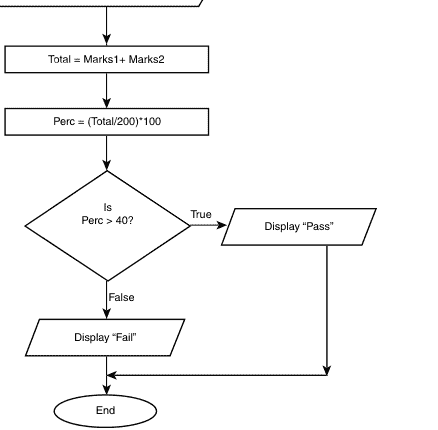 Total = Marks1+ Marks2
Perc = (Total/200)*100
Is
Perc > 40?
True
Display “Pass”
False
Display “Fail”
End